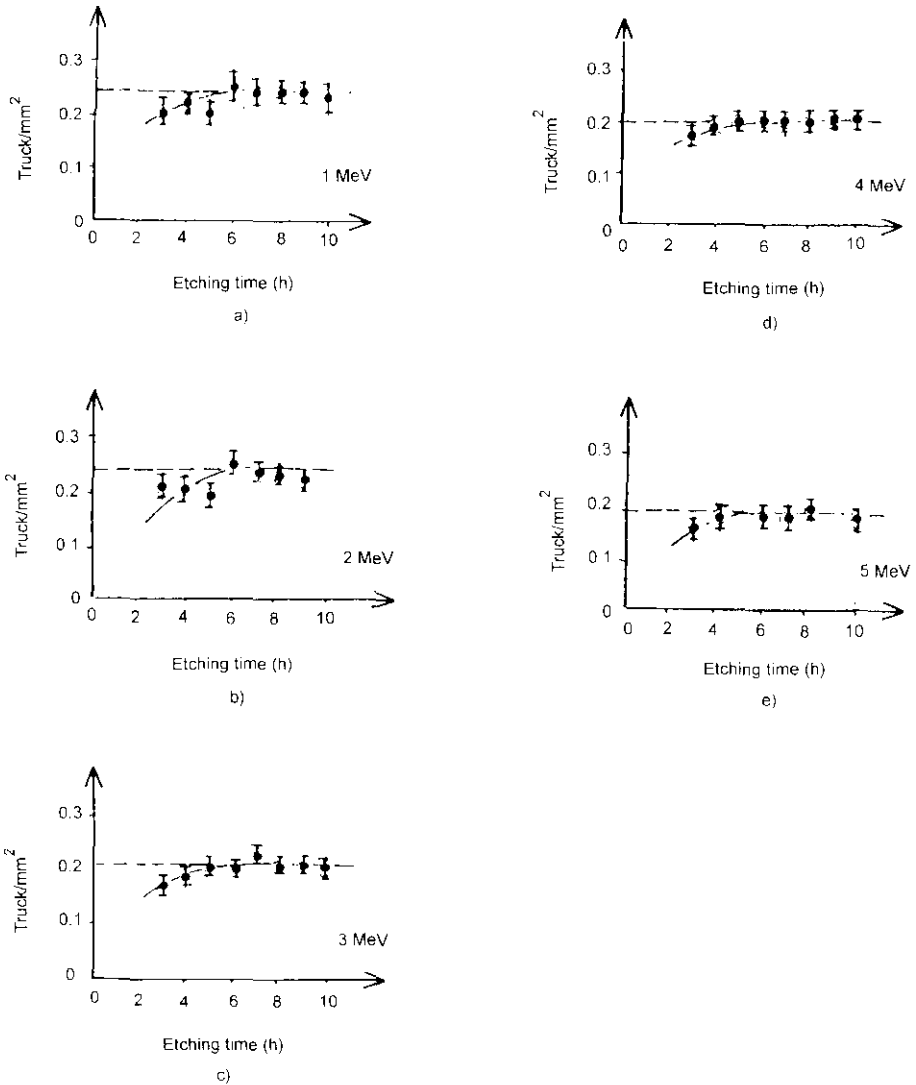 0.3
0.2
0.1
0
Truck/mm²
1 MeV
0 2 4 6 8 10
Etching time (h)
a)
0.3
0.2
0.1
0
Truck/mm²
2 MeV
0 2 4 6 8 10
Etching time (h)
b)
0.3
0.2
0.1
0
Truck/mm²
3 MeV
0 2 4 6 8 10
Etching time (h)
c)
0.3
0.2
0.1
0
Truck/mm²
4 MeV
0 2 4 6 8 10
Etching time (h)
d)
0.3
0.2
0.1
0
Truck/mm²
5 MeV
0 2 4 6 8 10
Etching time (h)
e)